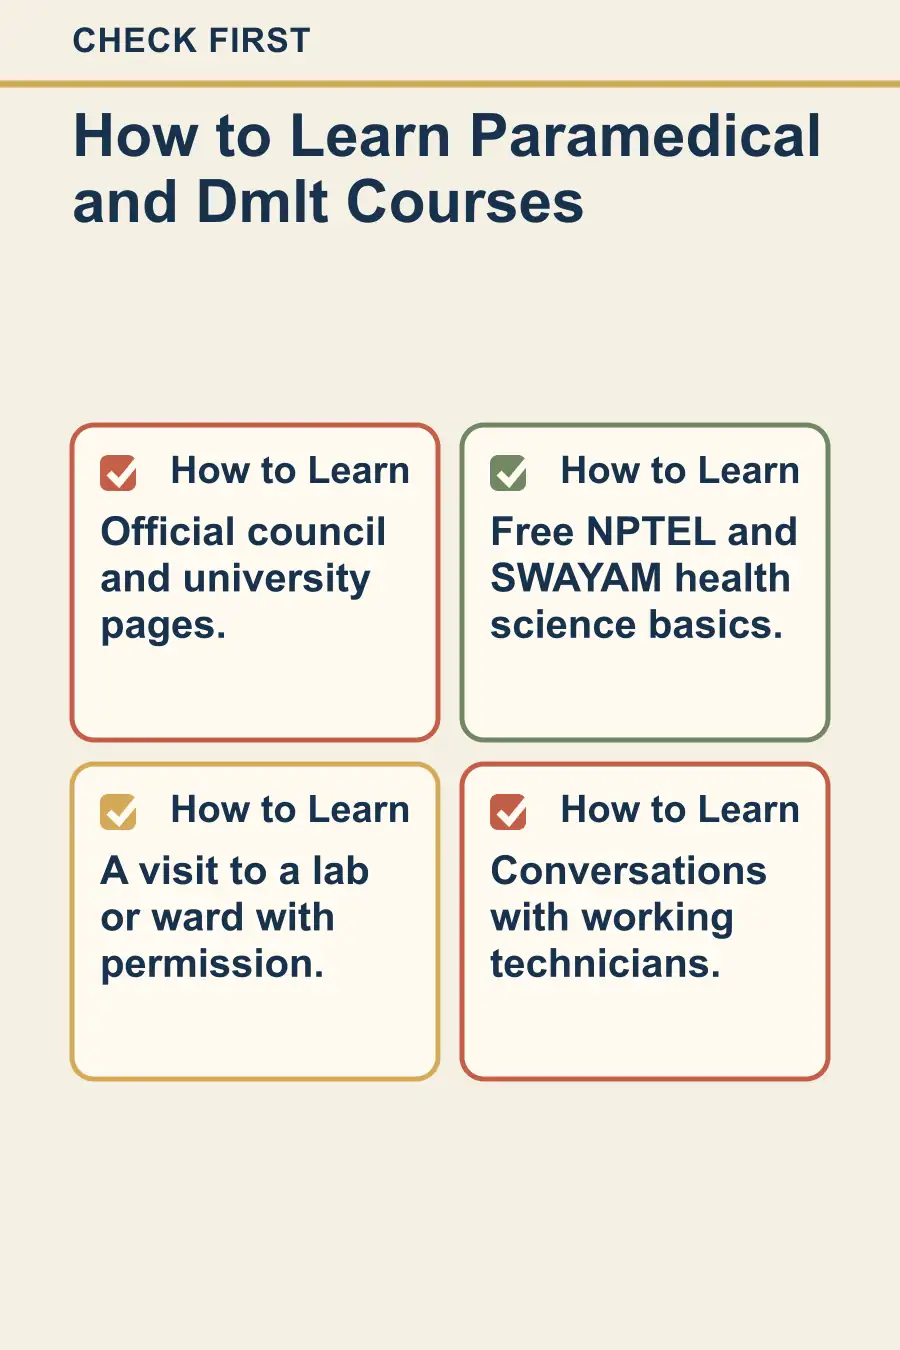 CHECK FIRST
How to Learn Paramedical
and Dmlt Courses
How to Learn
Official council
and university
pages.
How to Learn
Free NPTEL and
SWAYAM health
science basics.
How to Learn
A visit to a lab
or ward with
permission.
How to Learn
Conversations
with working
technicians.